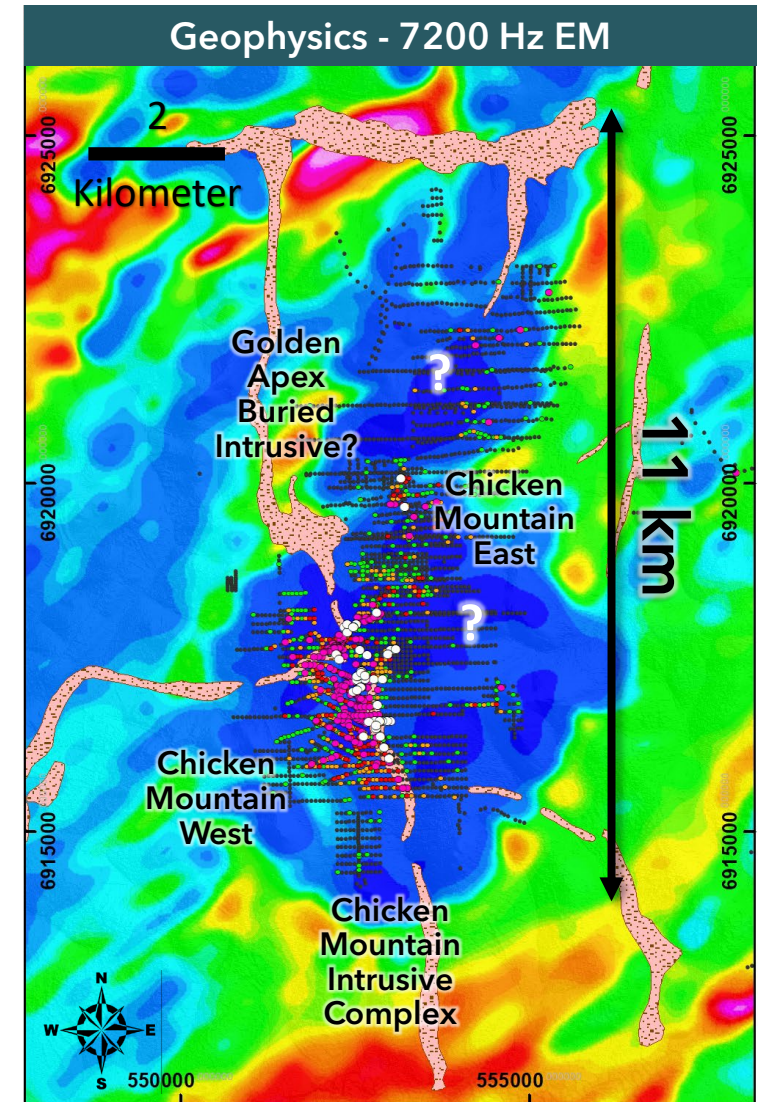 Geophysics - 7200 Hz EM
2
Kilometer
6925000
6925000
Golden
Apex
Buried
Intrusive?
?
11 km
6920000
6920000
Chicken
Mountain
East
?
Chicken
Mountain
West
6915000
6915000
Chicken
Mountain
Intrusive
Complex
N
W
E
S
550000
555000